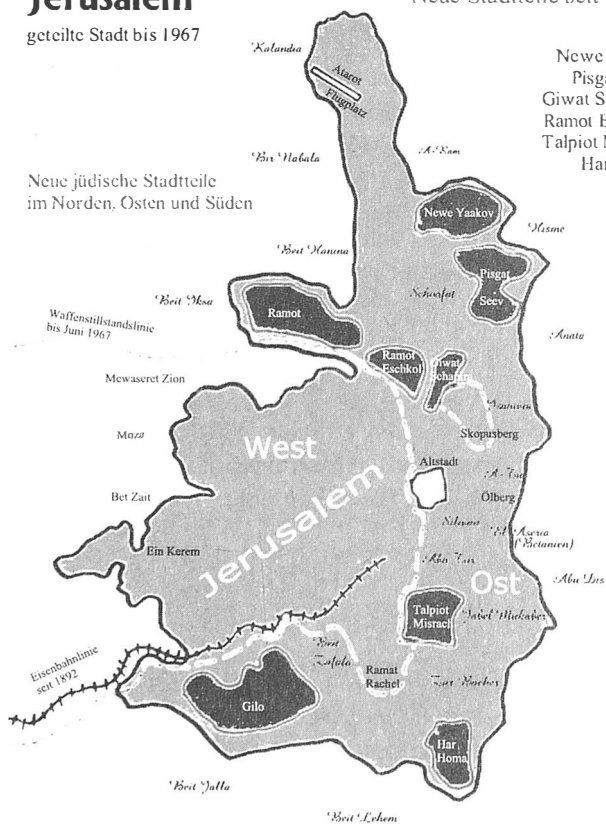 Jerusalem
geteilte Stadt bis 1967
Neue Stadtteile seit
Newe
Pisga
Giwat S
Ramot E
Talpiot M
Har
Neue jüdische Stadtteile
im Norden, Osten und Süden
Kalandia
Atarot
Flugplatz
Bir Nabala
A-Ram
Newe Yaakov
Hisme
Beit Hanina
Pisgat
Seev
Schoafat
Beit Iksa
Ramot
Waffenstillstandslinie
bis Juni 1967
Anata
Ramot
Eschkol
Giwat
Mewaseret Zion
Skopusberg
Moza
West
Altstadt
Jerusalem
Ölberg
Bet Zait
Silwan
El Aseria
(Bietanien)
Ein Kerem
Abu Tur
Ost
Abu Dis
Talpiot
Misrach
Jabel Mukaber
Eisenbahnlinie
seit 1892
Beit
Zafafa
Ramat
Rachel
Zur Bacher
Gilo
Har
Homa
Beit Jalla
Beit Lehem